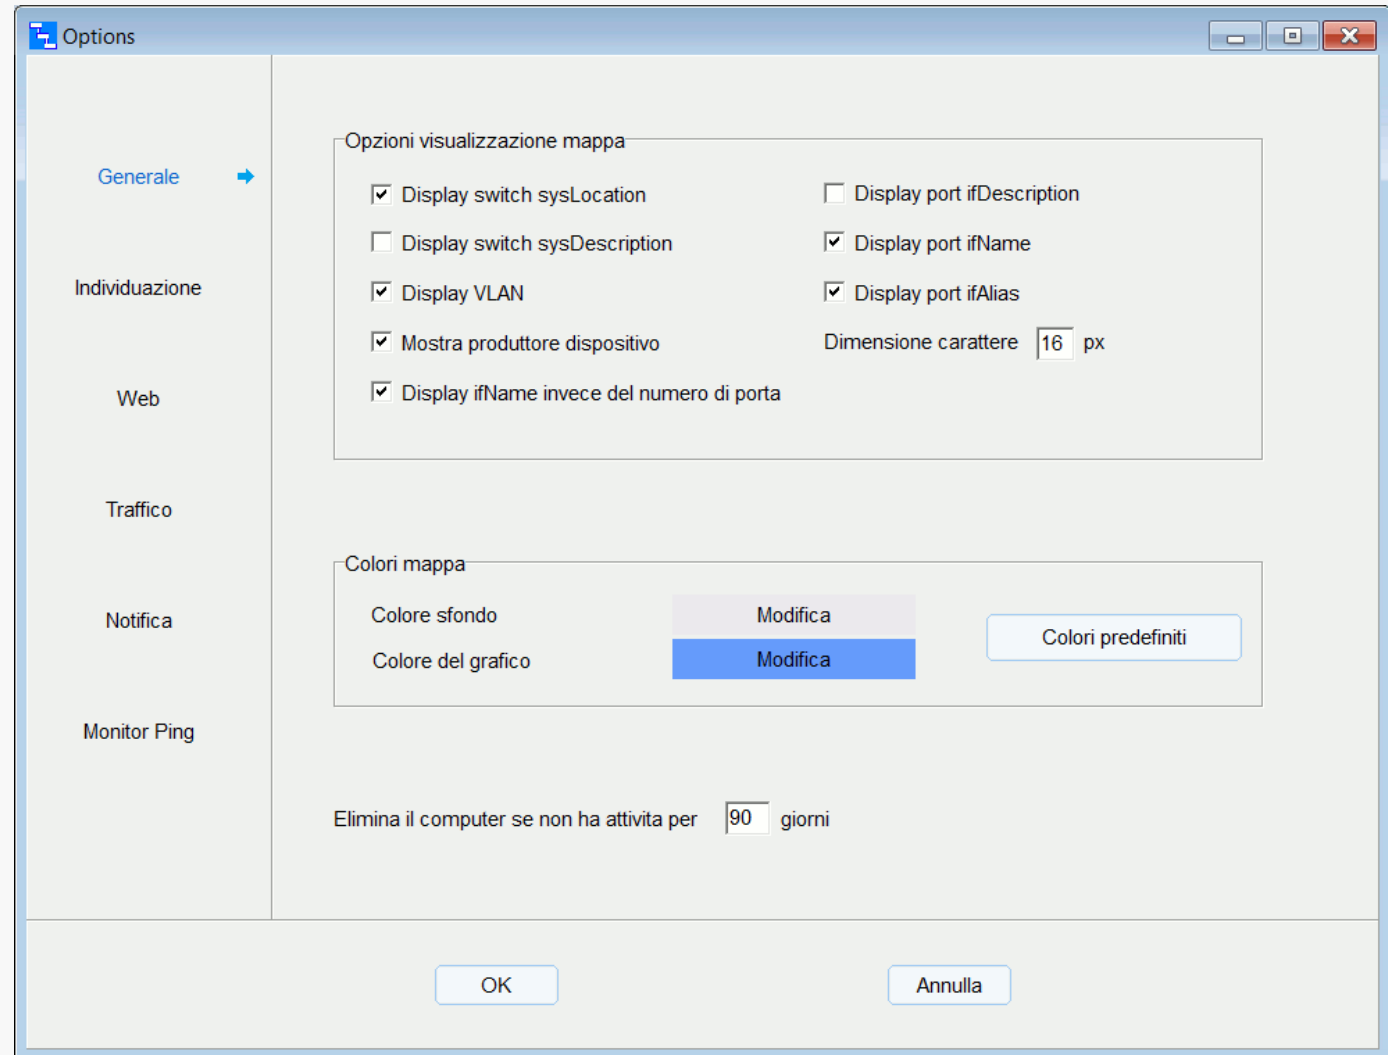 Options
Generale
Individuazione
Web
Traffico
Notifica
Monitor Ping
Opzioni visualizzazione mappa
Display switch sysLocation
Display switch sysDescription
Display VLAN
Mostra produttore dispositivo
Display ifName invece del numero di porta
Display port ifDescription
Display port ifName
Display port ifAlias
Dimensione carattere 16 px
Colori mappa
Colore sfondo Modifica
Colore del grafico Modifica
Colori predefiniti
Elimina il computer se non ha attivita per 90 giorni
OK Annulla